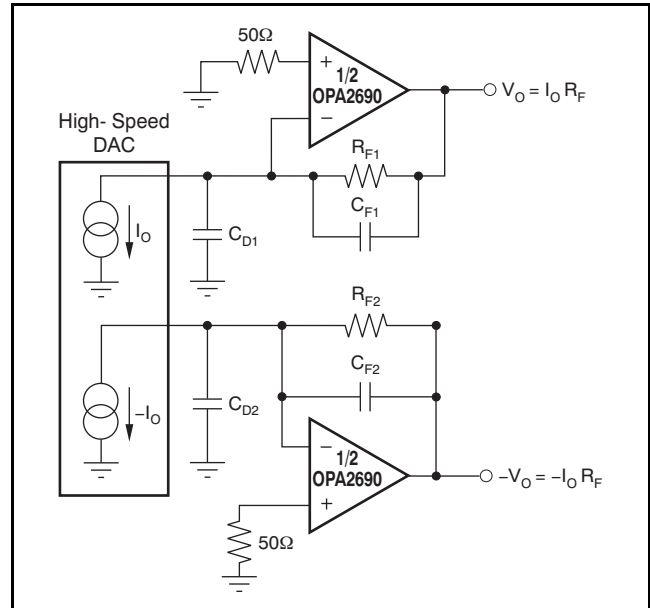 50Ω
+
1/2
OPA2690
−
V_O = I_O R_F
High- Speed
DAC
R_F1
C_F1
I_O
C_D1
R_F2
C_F2
−I_O
C_D2
−
1/2
OPA2690
+
−V_O = −I_O R_F
50Ω